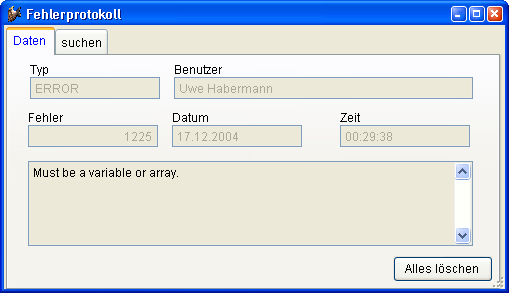 Fehlerprotokoll
Daten suchen
Typ Benutzer
ERROR Uwe Habermann
Fehler Datum Zeit
1225 17.12.2004 00:29:38
Must be a variable or array.
Alles löschen